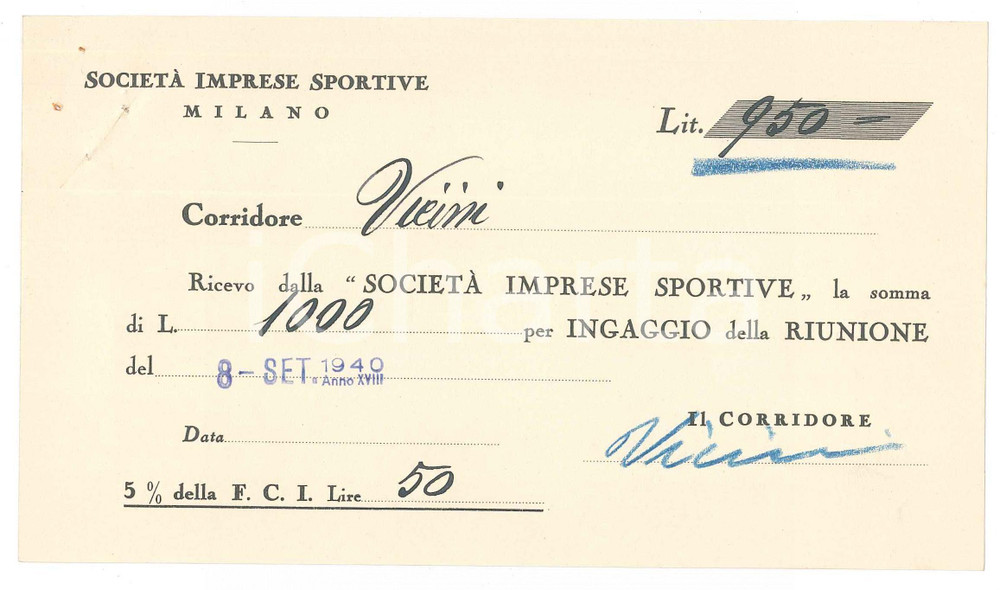 SOCIETÀ IMPRESE SPORTIVE
MILANO
Lit. 950 =
Corridore Vicini
Ricevo dalla “SOCIETÀ IMPRESE SPORTIVE„ la somma
di L. 1000 per INGAGGIO della RIUNIONE
del 8 - SET. 1940 Anno XVIII
Il CORRIDORE
Data
Vicini
5 % della F. C. I. Lire 50
iCharta